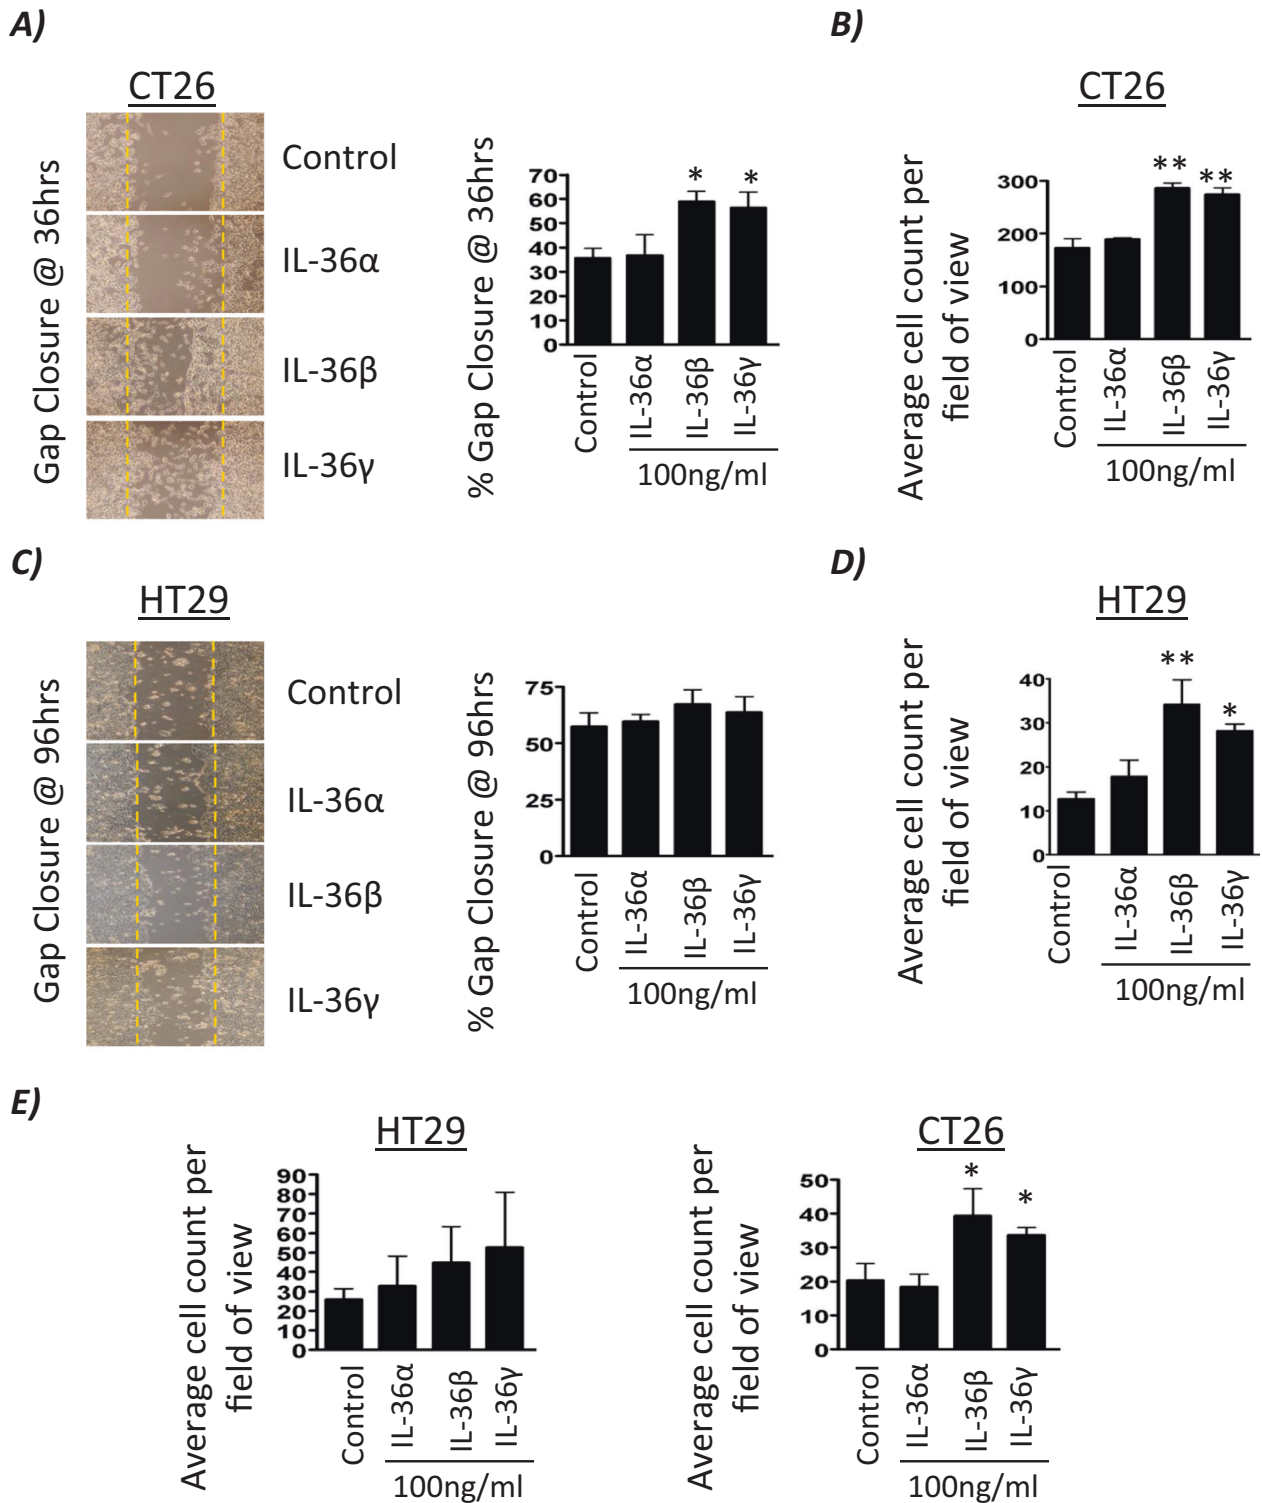 A)
CT26
Gap Closure @ 36hrs
Control
IL-36α
IL-36β
IL-36γ
% Gap Closure @ 36hrs
70
60
50
40
30
20
10
0
* *
Control
IL-36α
IL-36β
IL-36γ
100ng/ml
B)
CT26
Average cell count per
field of view
300
200
100
0
** **
Control
IL-36α
IL-36β
IL-36γ
100ng/ml
C)
HT29
Gap Closure @ 96hrs
Control
IL-36α
IL-36β
IL-36γ
% Gap Closure @ 96hrs
75
50
25
0
Control
IL-36α
IL-36β
IL-36γ
100ng/ml
D)
HT29
Average cell count per
field of view
40
30
20
10
0
**
*
Control
IL-36α
IL-36β
IL-36γ
100ng/ml
E)
HT29
Average cell count per
field of view
90
80
70
60
50
40
30
20
10
0
Control
IL-36α
IL-36β
IL-36γ
100ng/ml
CT26
Average cell count per
field of view
50
40
30
20
10
0
*
*
Control
IL-36α
IL-36β
IL-36γ
100ng/ml